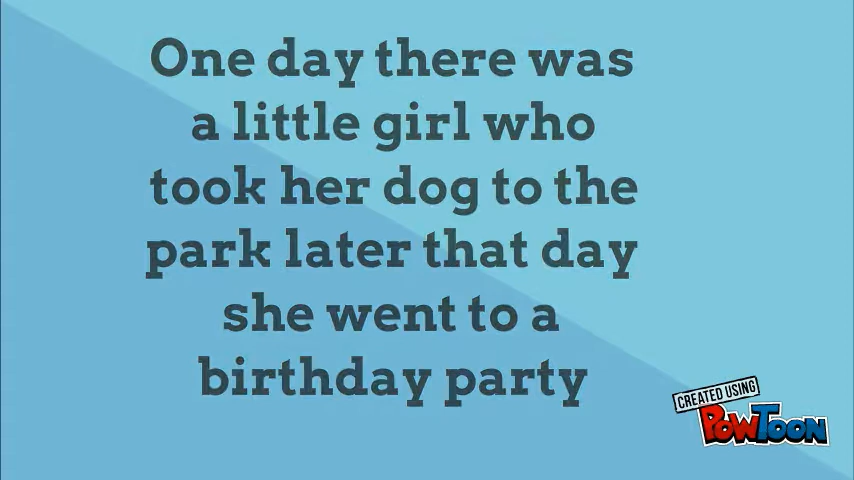 One day there was
a little girl who
took her dog to the
park later that day
she went to a
birthday party
CREATED USING
POWTOON